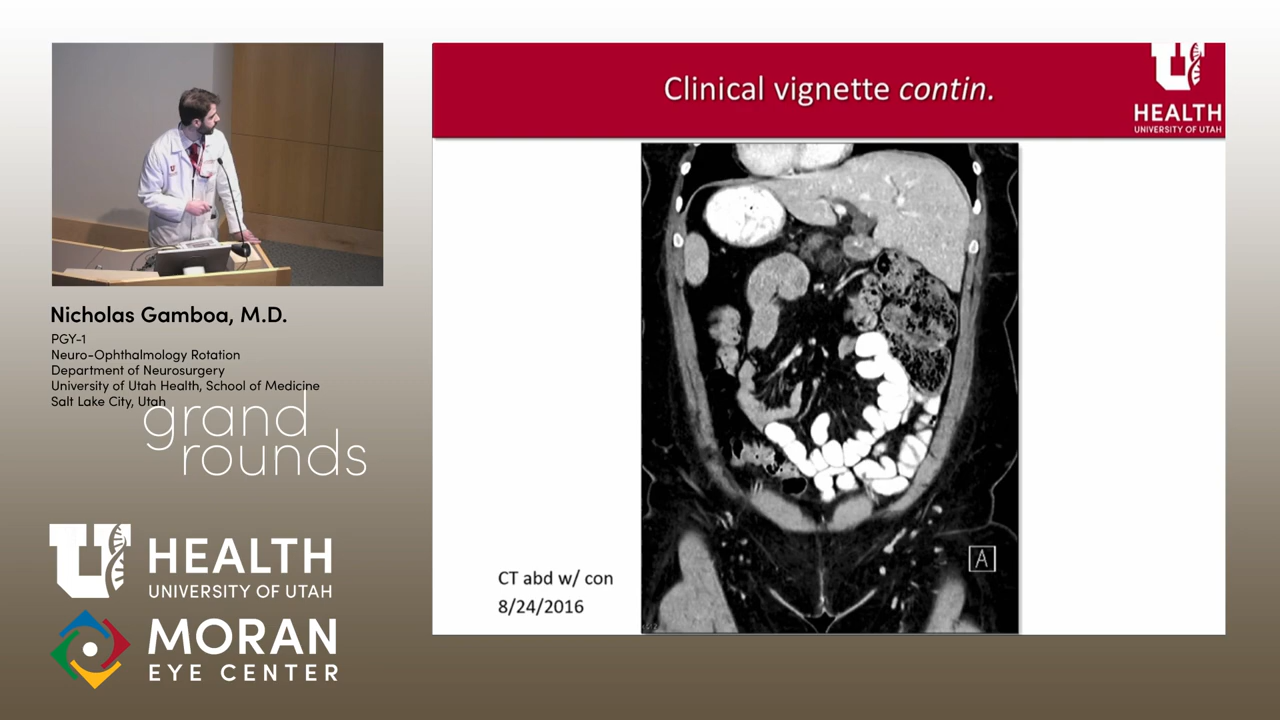 Clinical vignette contin.
HEALTH
UNIVERSITY OF UTAH
Nicholas Gamboa, M.D.
PGY-1
Neuro-Ophthalmology Rotation
Department of Neurosurgery
University of Utah Health, School of Medicine
Salt Lake City, Utah
grand
rounds
U HEALTH
UNIVERSITY OF UTAH
MORAN
EYE CENTER
CT abd w/ con
8/24/2016
A